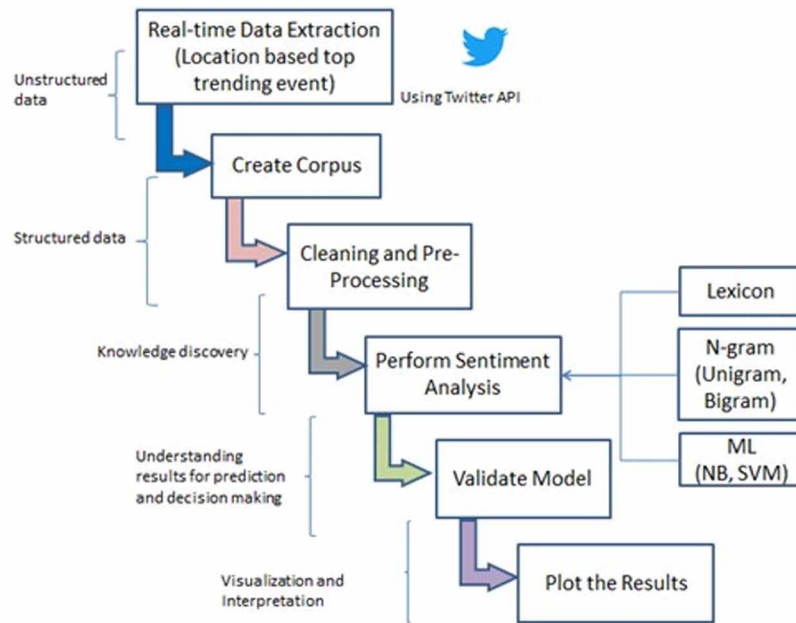 Real-time Data Extraction
(Location based top
trending event)
Using Twitter API
Unstructured
data
Create Corpus
Structured data
Cleaning and Pre-
Processing
Lexicon
Knowledge discovery
Perform Sentiment
Analysis
N-gram
(Unigram,
Bigram)
ML
(NB, SVM)
Understanding
results for prediction
and decision making
Validate Model
Visualization and
Interpretation
Plot the Results